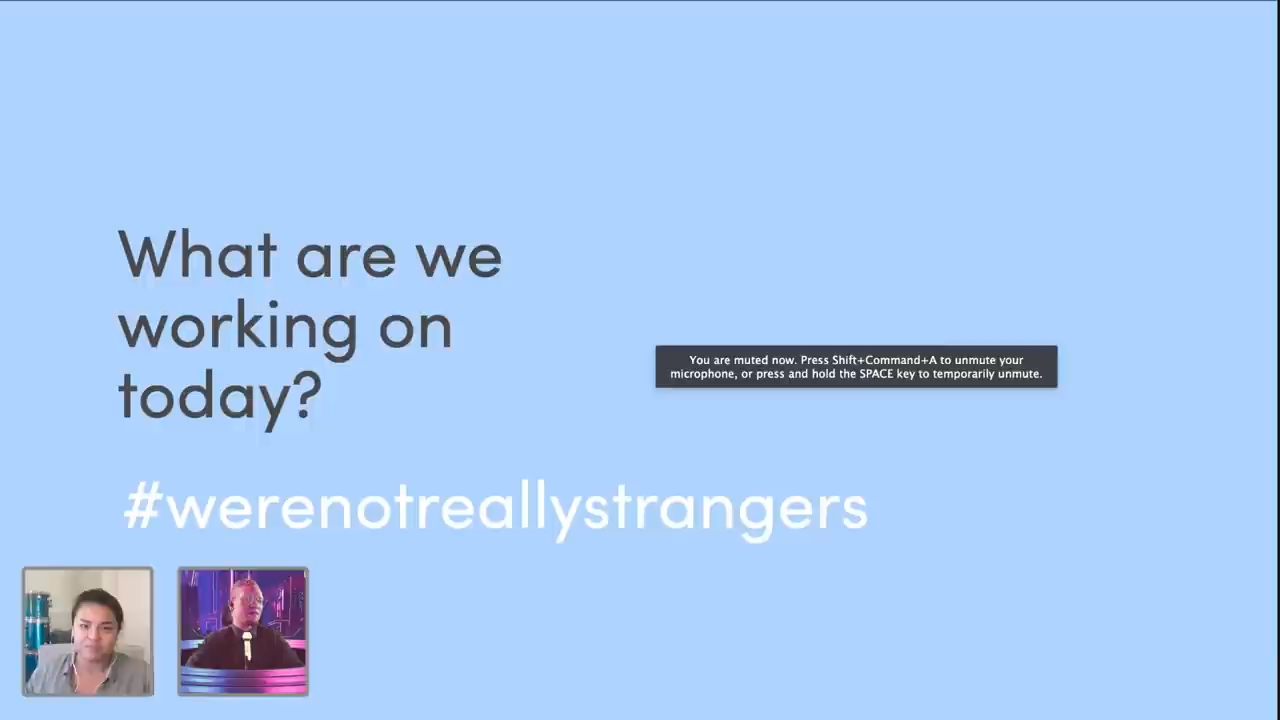 What are we
working on
today?
You are muted now. Press Shift+Command+A to unmute your
microphone, or press and hold the SPACE key to temporarily unmute.
#werenotreallystrangers